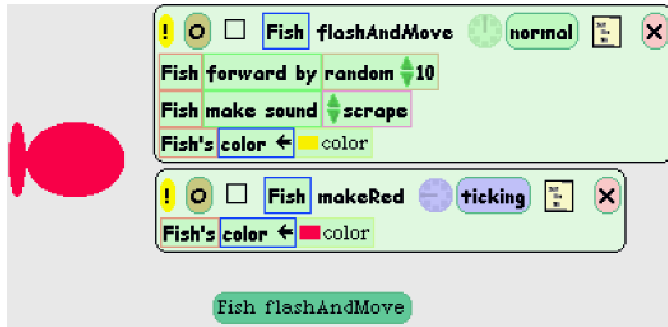 ! O Fish flashAndMove normal
Fish forward by random 10
Fish make sound scrape
Fish's color ← color
! O Fish makeRed ticking
Fish's color ← color
Fish flashAndMove